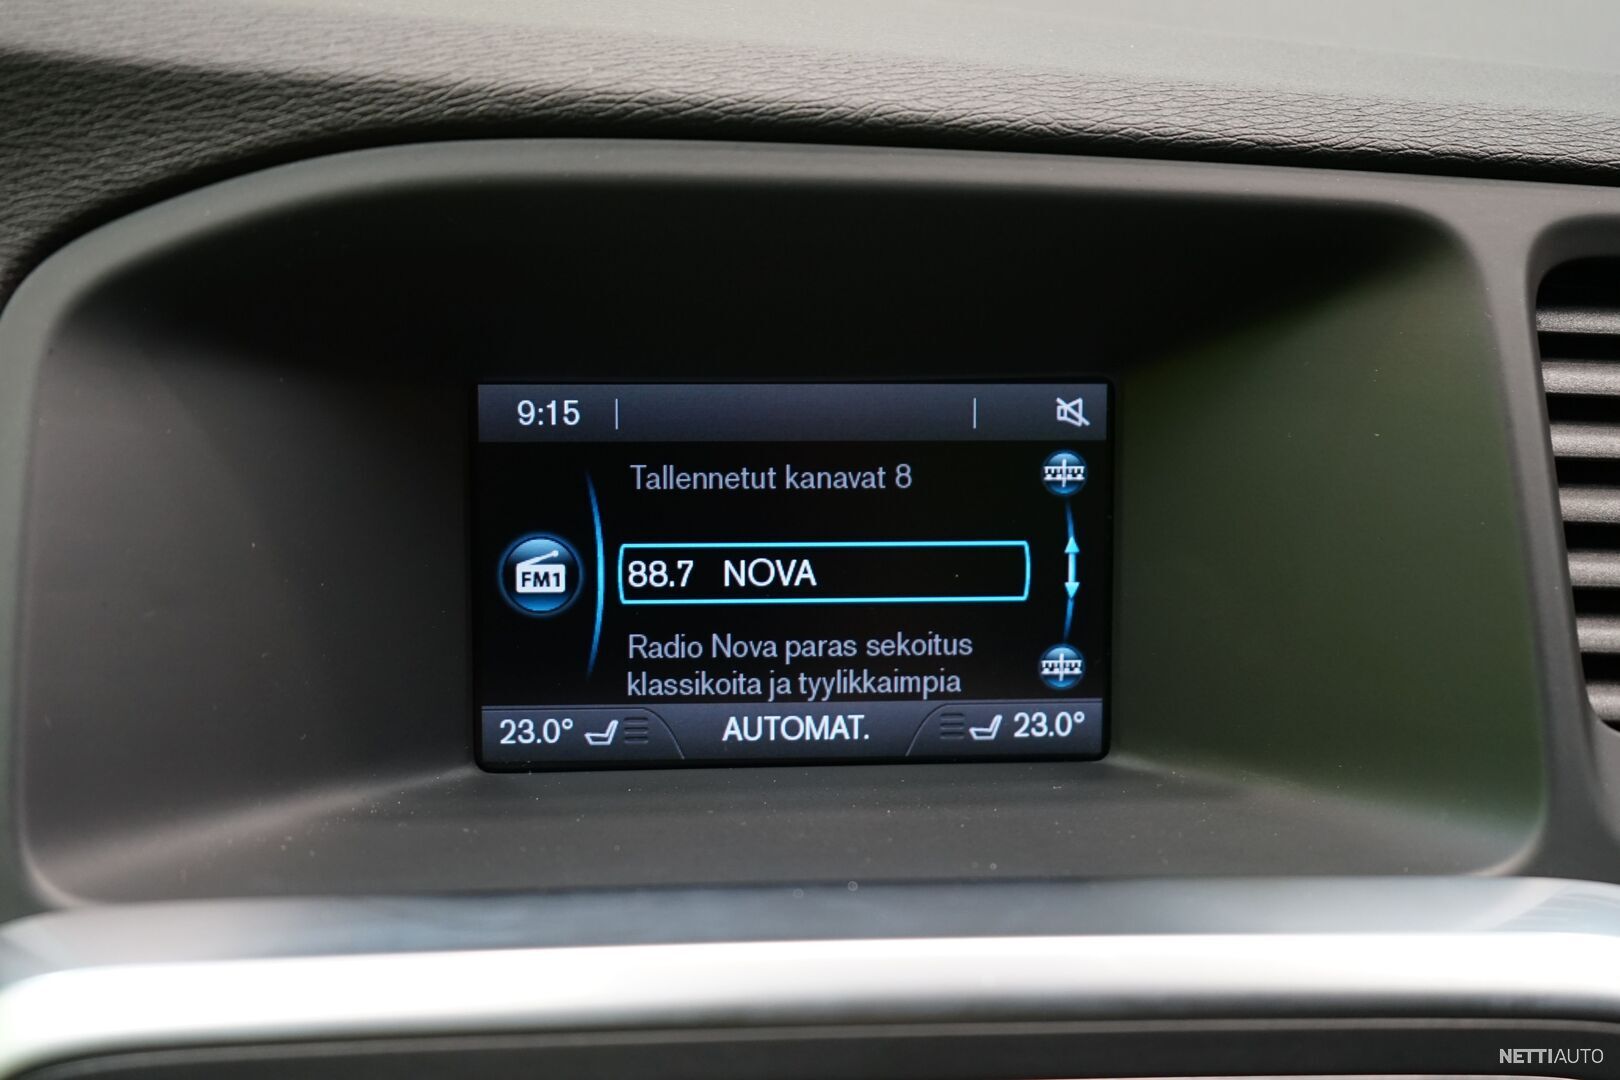 9:15
Tallennetut kanavat 8
FM1
88.7 NOVA
Radio Nova paras sekoitus
klassikoita ja tyylikkaimpia
23.0° AUTOMAT. 23.0°
NETTIAUTO